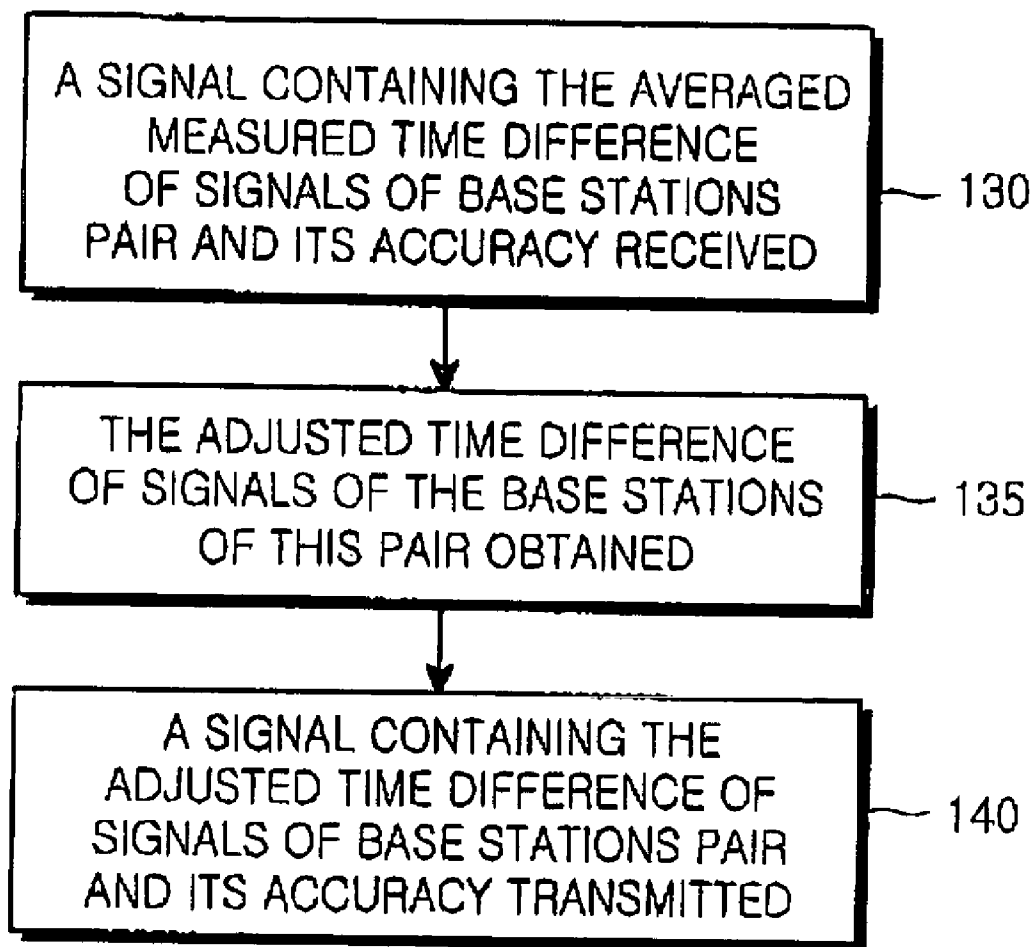 A SIGNAL CONTAINING THE AVERAGED
MEASURED TIME DIFFERENCE
OF SIGNALS OF BASE STATIONS
PAIR AND ITS ACCURACY RECEIVED
130
THE ADJUSTED TIME DIFFERENCE
OF SIGNALS OF THE BASE STATIONS
OF THIS PAIR OBTAINED
135
A SIGNAL CONTAINING THE
ADJUSTED TIME DIFFERENCE OF
SIGNALS OF BASE STATIONS PAIR
AND ITS ACCURACY TRANSMITTED
140